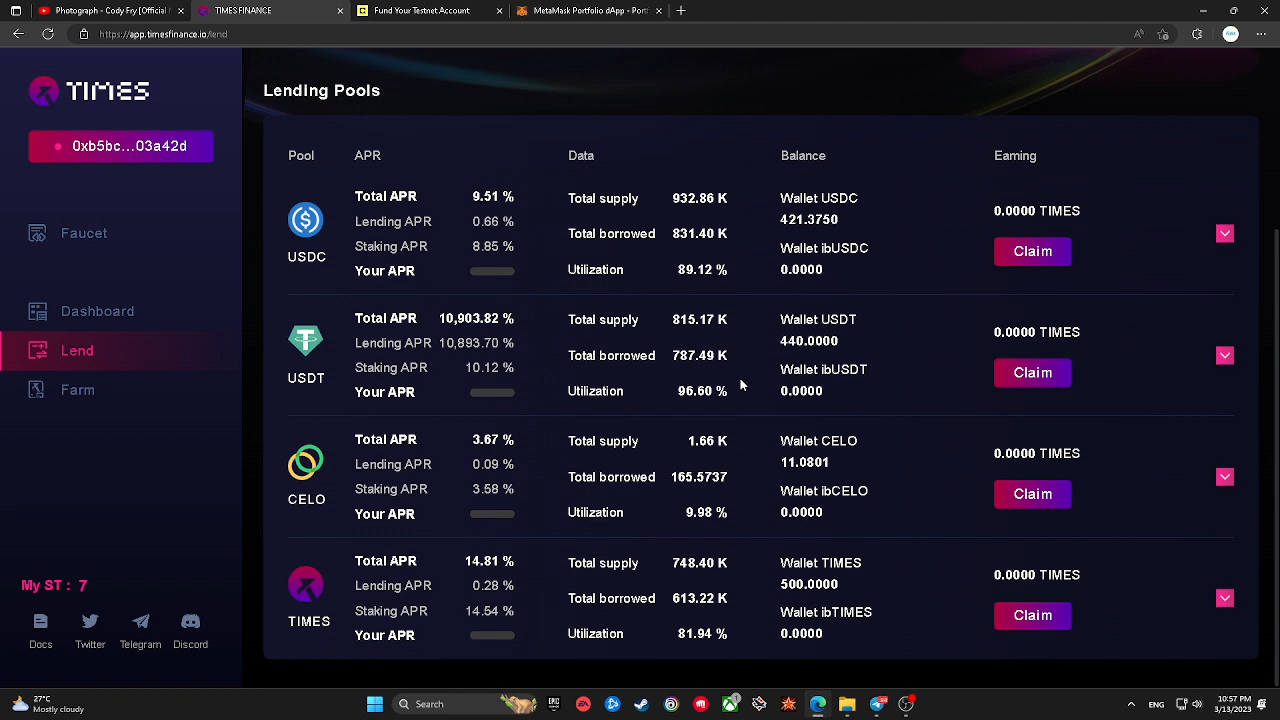 Photograph - Cody Fry [Official
TIMES FINANCE
Fund Your Testnet Account
MetaMask Portfolio dApp - Port
https://app.timesfinance.io/lend
TIMES
0xb5bc...03a42d
Faucet
Dashboard
Lend
Farm
My ST : 7
Docs
Twitter
Telegram
Discord
Lending Pools
Pool APR Data Balance Earning
USDC
Total APR 9.51 %
Lending APR 0.66 %
Staking APR 8.85 %
Your APR
Total supply 932.86 K
Total borrowed 831.40 K
Utilization 89.12 %
Wallet USDC
421.3750
Wallet ibUSDC
0.0000
0.0000 TIMES
Claim
USDT
Total APR 10,903.82 %
Lending APR 10,893.70 %
Staking APR 10.12 %
Your APR
Total supply 815.17 K
Total borrowed 787.49 K
Utilization 96.60 %
Wallet USDT
440.0000
Wallet ibUSDT
0.0000
0.0000 TIMES
Claim
CELO
Total APR 3.67 %
Lending APR 0.09 %
Staking APR 3.58 %
Your APR
Total supply 1.66 K
Total borrowed 165.5737
Utilization 9.98 %
Wallet CELO
11.0801
Wallet ibCELO
0.0000
0.0000 TIMES
Claim
TIMES
Total APR 14.81 %
Lending APR 0.28 %
Staking APR 14.54 %
Your APR
Total supply 748.40 K
Total borrowed 613.22 K
Utilization 81.94 %
Wallet TIMES
500.0000
Wallet ibTIMES
0.0000
0.0000 TIMES
Claim
27°C
Mostly cloudy
Search
ENG
10:57 PM
3/13/2023